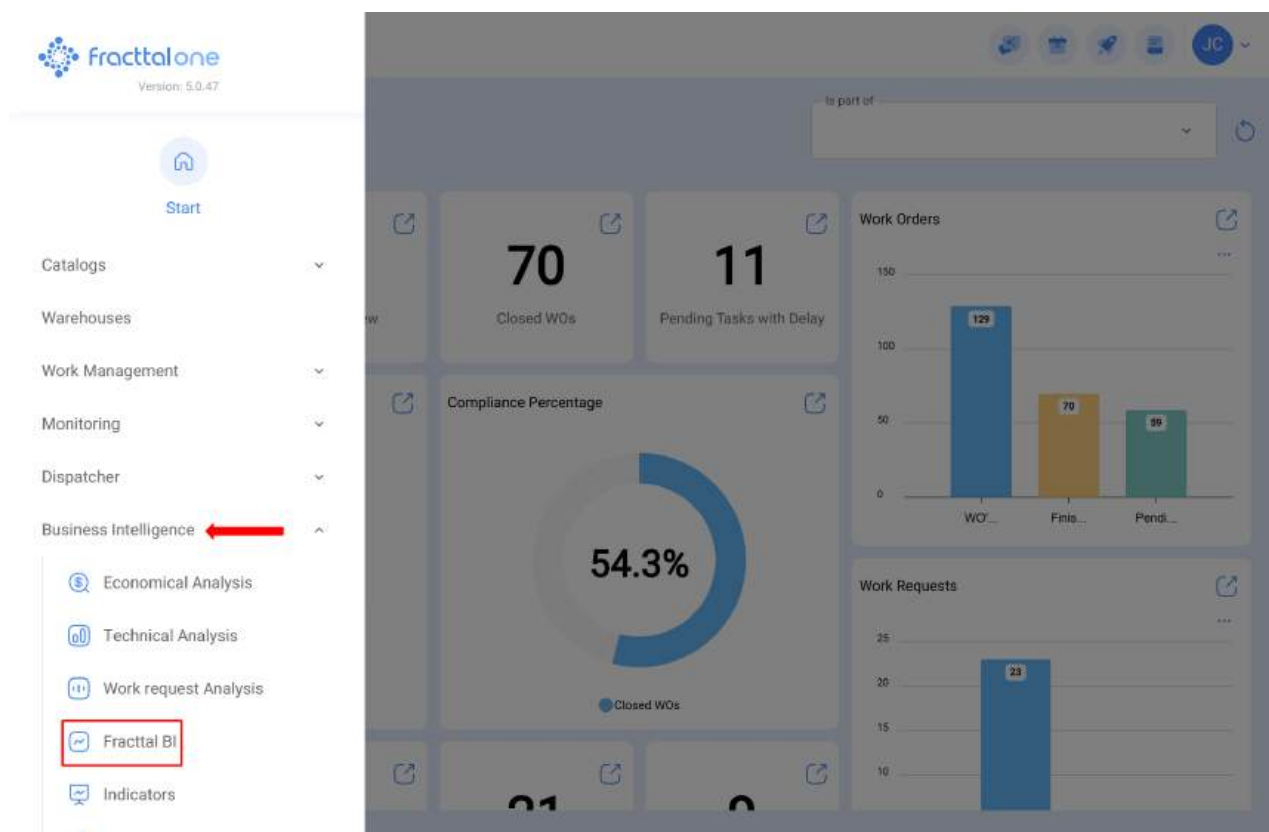 fracttalone
Version: 5.0.47
Start
Catalogs
Warehouses
Work Management
Monitoring
Dispatcher
Business Intelligence
Economical Analysis
Technical Analysis
Work request Analysis
Fracttal BI
Indicators
JC
Is part of
ew
70
Closed WOs
11
Pending Tasks with Delay
Work Orders
...
150
100
50
0
129
70
59
WO'...
Finis...
Pendi...
Compliance Percentage
54.3%
Closed WOs
Work Requests
...
25
20
15
10
23